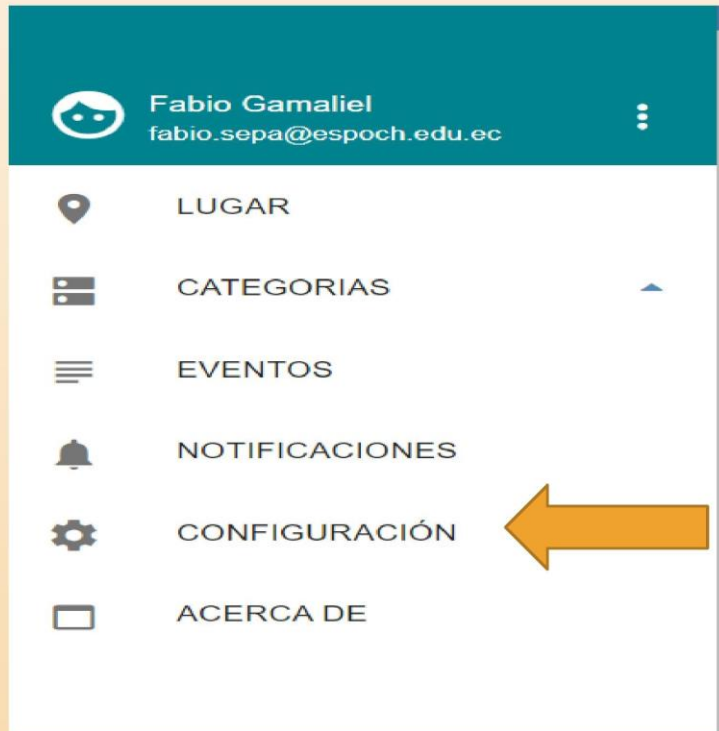 Fabio Gamaliel
fabio.sepa@espoch.edu.ec
LUGAR
CATEGORIAS
EVENTOS
NOTIFICACIONES
CONFIGURACIÓN
ACERCA DE